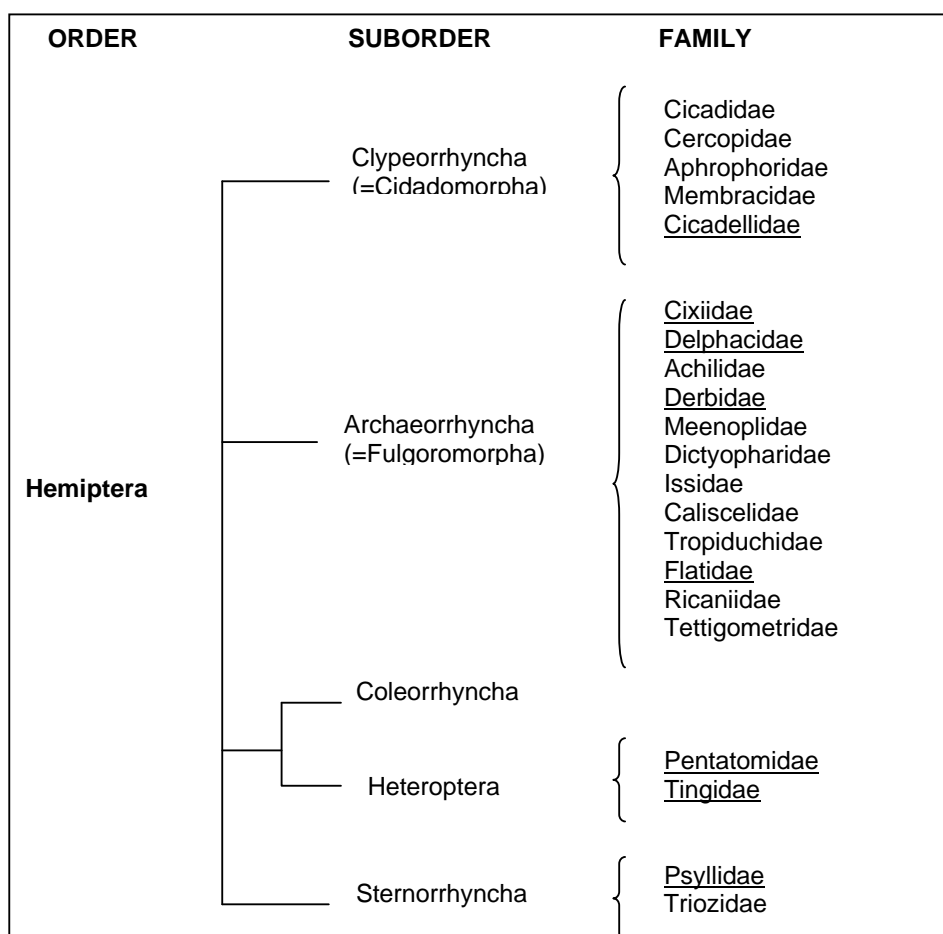 ORDER SUBORDER FAMILY
Clypeorrhyncha
(=Cidadomorpha)
Cicadidae
Cercopidae
Aphrophoridae
Membracidae
Cicadellidae
Archaeorrhyncha
(=Fulgoromorpha)
Cixiidae
Delphacidae
Achilidae
Derbidae
Meenoplidae
Dictyopharidae
Issidae
Caliscelidae
Tropiduchidae
Flatidae
Ricaniidae
Tettigometridae
Hemiptera
Coleorrhyncha
Heteroptera
Pentatomidae
Tingidae
Sternorrhyncha
Psyllidae
Triozidae